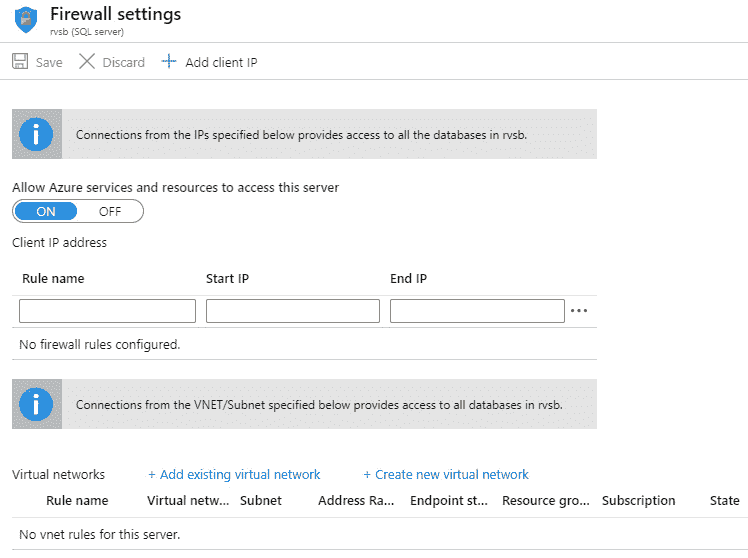 Firewall settings
rvsb (SQL server)
Save Discard Add client IP
Connections from the IPs specified below provides access to all the databases in rvsb.
Allow Azure services and resources to access this server
ON OFF
Client IP address
Rule name Start IP End IP
No firewall rules configured.
Connections from the VNET/Subnet specified below provides access to all databases in rvsb.
Virtual networks + Add existing virtual network + Create new virtual network
Rule name Virtual netw... Subnet Address Ra... Endpoint st... Resource gro... Subscription State
No vnet rules for this server.